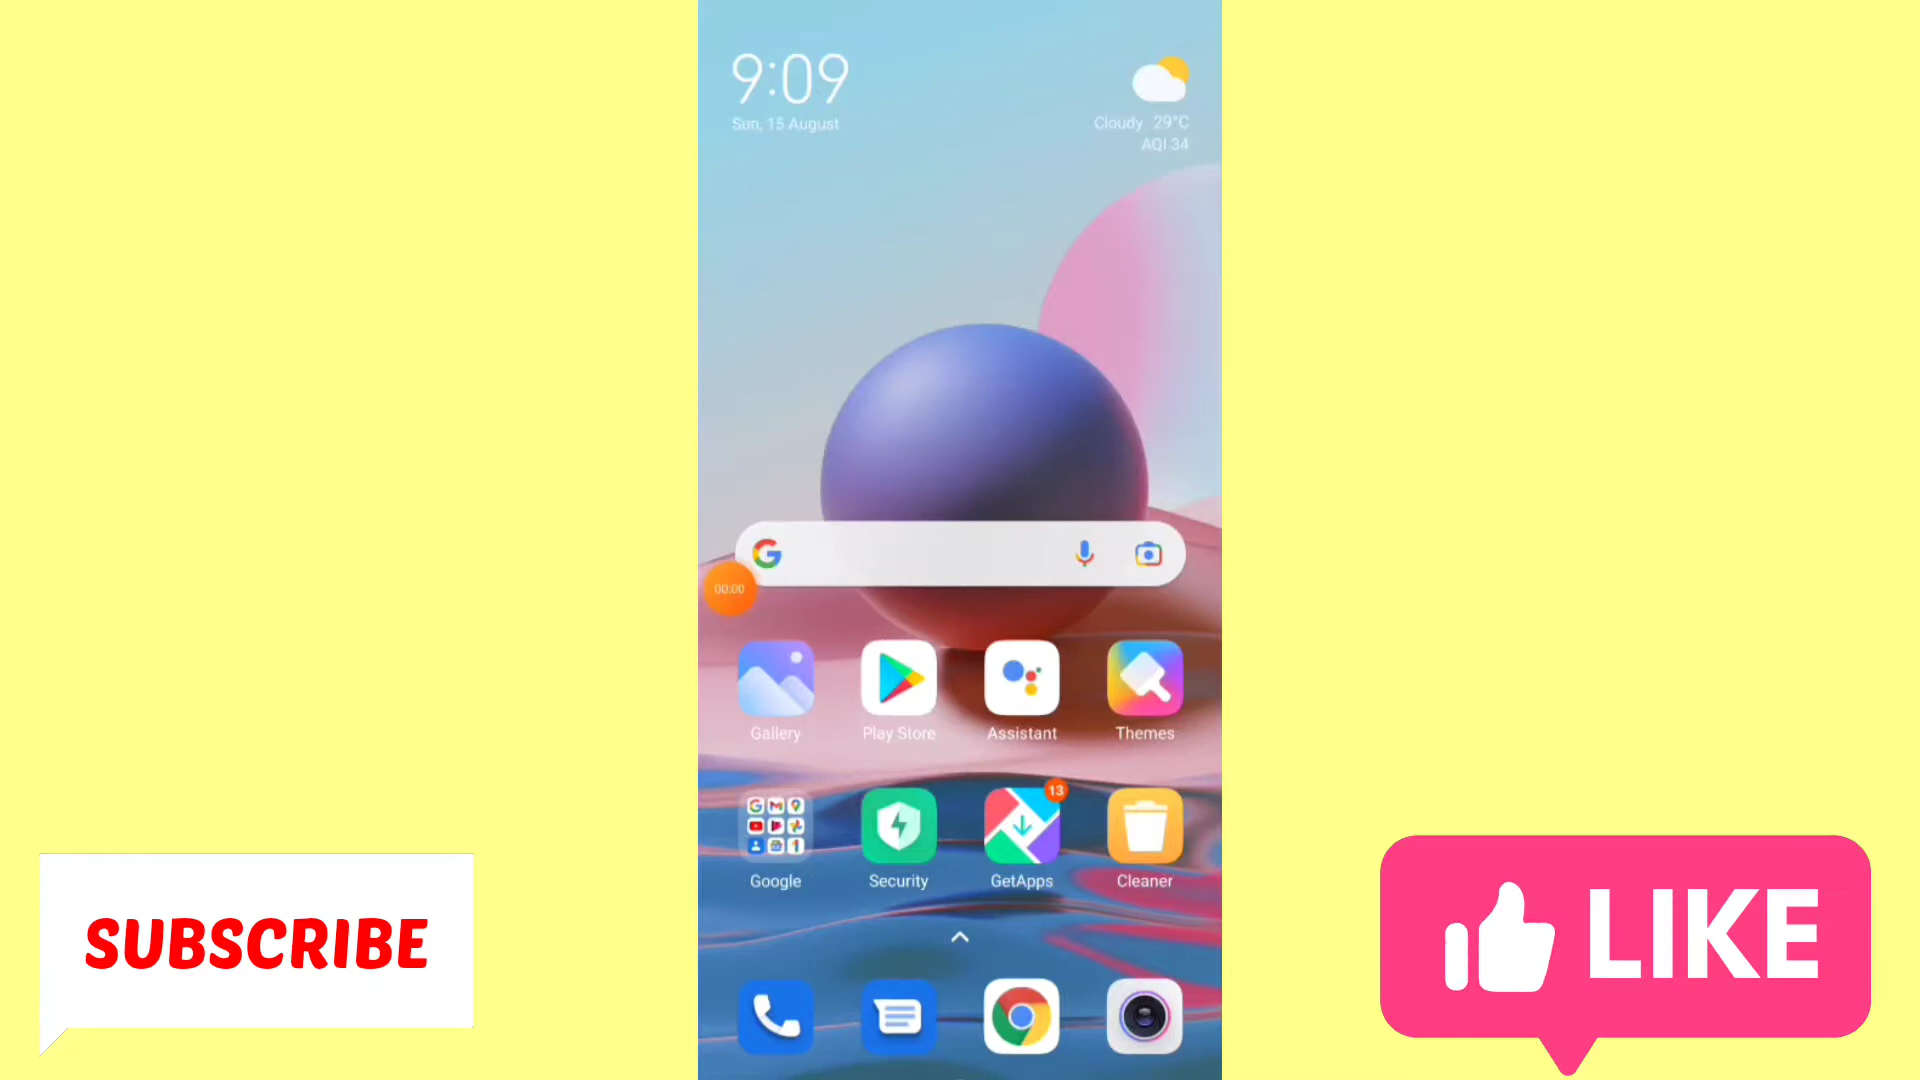 9:09
Sun, 15 August
Cloudy 29°C
AQI 34
00:00
Gallery
Play Store
Assistant
Themes
13
Google
Security
GetApps
Cleaner
SUBSCRIBE
LIKE